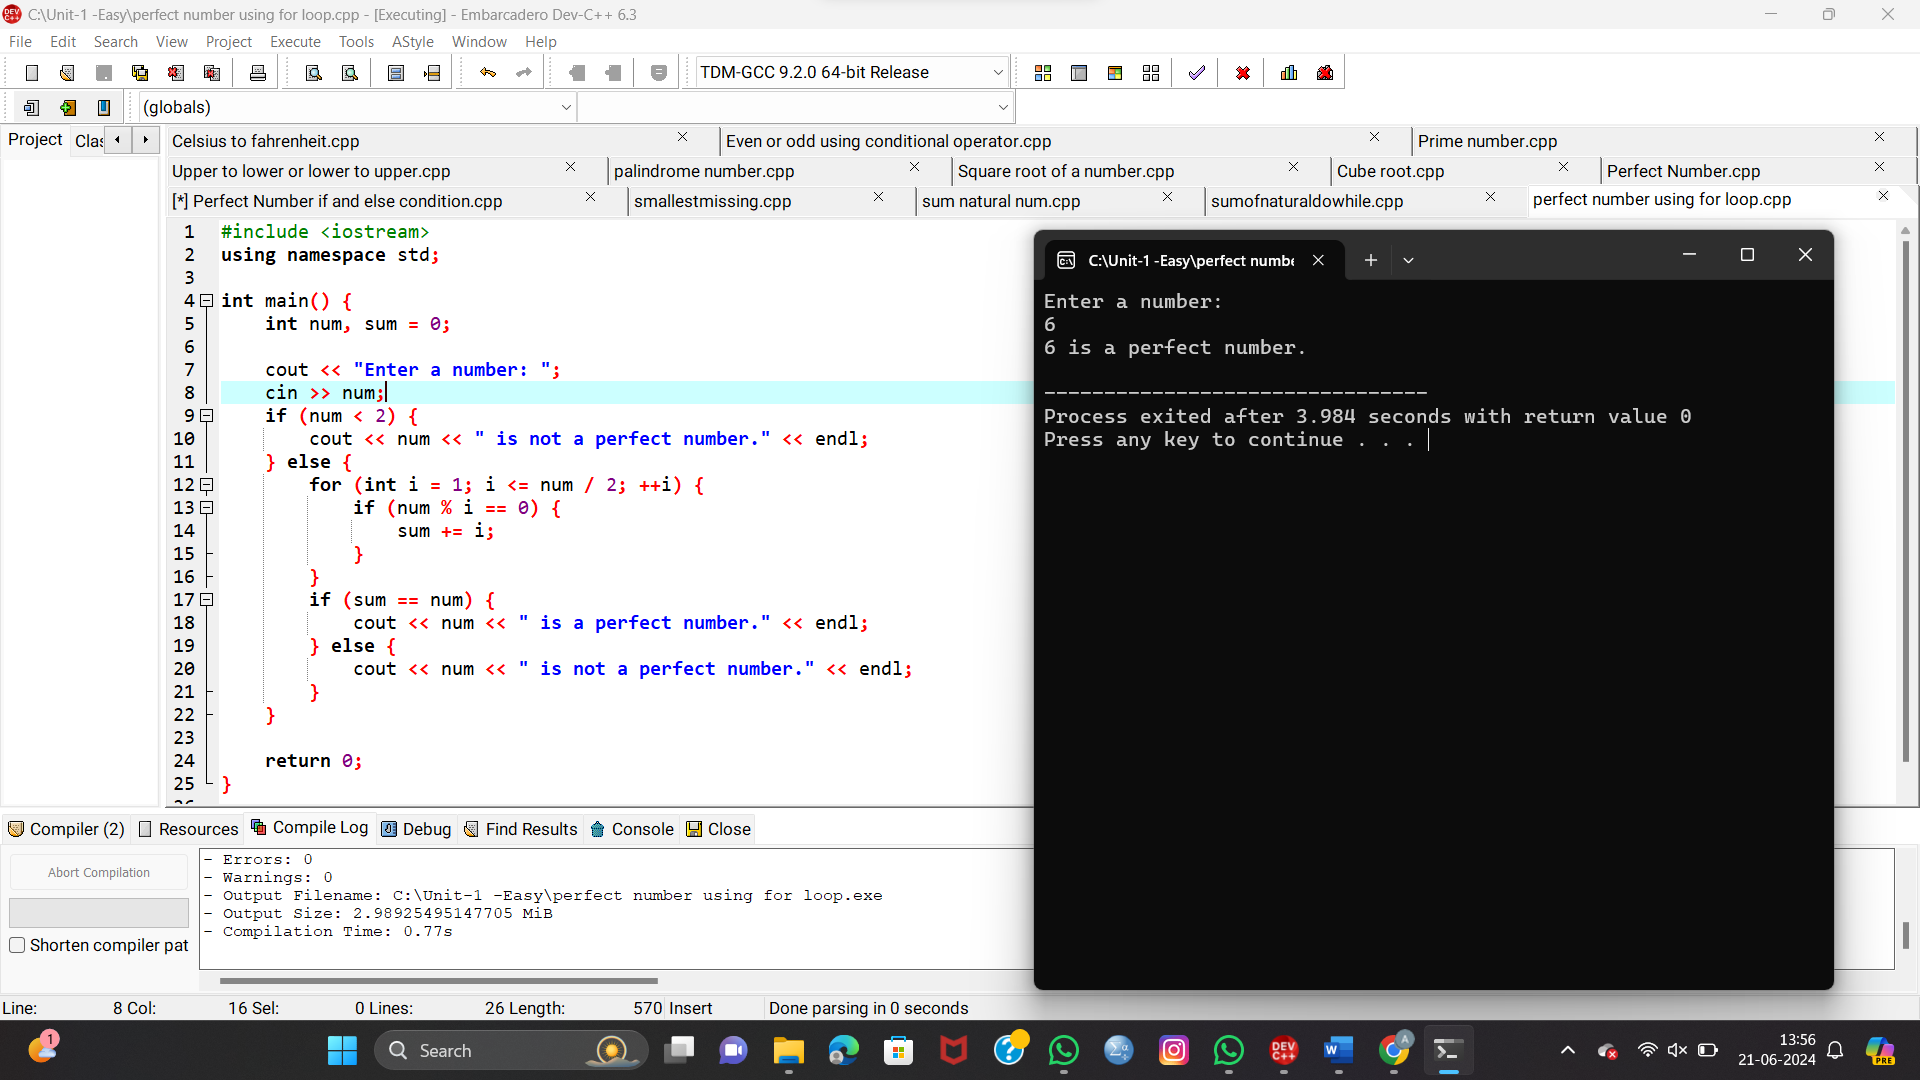 C:\Unit-1 -Easy\perfect number using for loop.cpp - [Executing] - Embarcadero Dev-C++ 6.3
File Edit Search View Project Execute Tools AStyle Window Help
TDM-GCC 9.2.0 64-bit Release
(globals)
Project Clas
Celsius to fahrenheit.cpp Even or odd using conditional operator.cpp Prime number.cpp
Upper to lower or lower to upper.cpp palindrome number.cpp Square root of a number.cpp Cube root.cpp Perfect Number.cpp
[*] Perfect Number if and else condition.cpp smallestmissing.cpp sum natural num.cpp sumofnaturaldowhile.cpp perfect number using for loop.cpp
1 #include <iostream>
2 using namespace std;
3
4 int main() {
5 int num, sum = 0;
6
7 cout << "Enter a number: ";
8 cin >> num;
9 if (num < 2) {
10 cout << num << " is not a perfect number." << endl;
11 } else {
12 for (int i = 1; i <= num / 2; ++i) {
13 if (num % i == 0) {
14 sum += i;
15 }
16 }
17 if (sum == num) {
18 cout << num << " is a perfect number." << endl;
19 } else {
20 cout << num << " is not a perfect number." << endl;
21 }
22 }
23
24 return 0;
25 }
C:\Unit-1 -Easy\perfect numbe
Enter a number:
6
6 is a perfect number.
--------------------------------
Process exited after 3.984 seconds with return value 0
Press any key to continue . . .
Compiler (2) Resources Compile Log Debug Find Results Console Close
Abort Compilation
Shorten compiler pat
- Errors: 0
- Warnings: 0
- Output Filename: C:\Unit-1 -Easy\perfect number using for loop.exe
- Output Size: 2.98925495147705 MiB
- Compilation Time: 0.77s
Line: 8 Col: 16 Sel: 0 Lines: 26 Length: 570 Insert Done parsing in 0 seconds
1
Search
DEV C++
A
13:56
21-06-2024
PRE